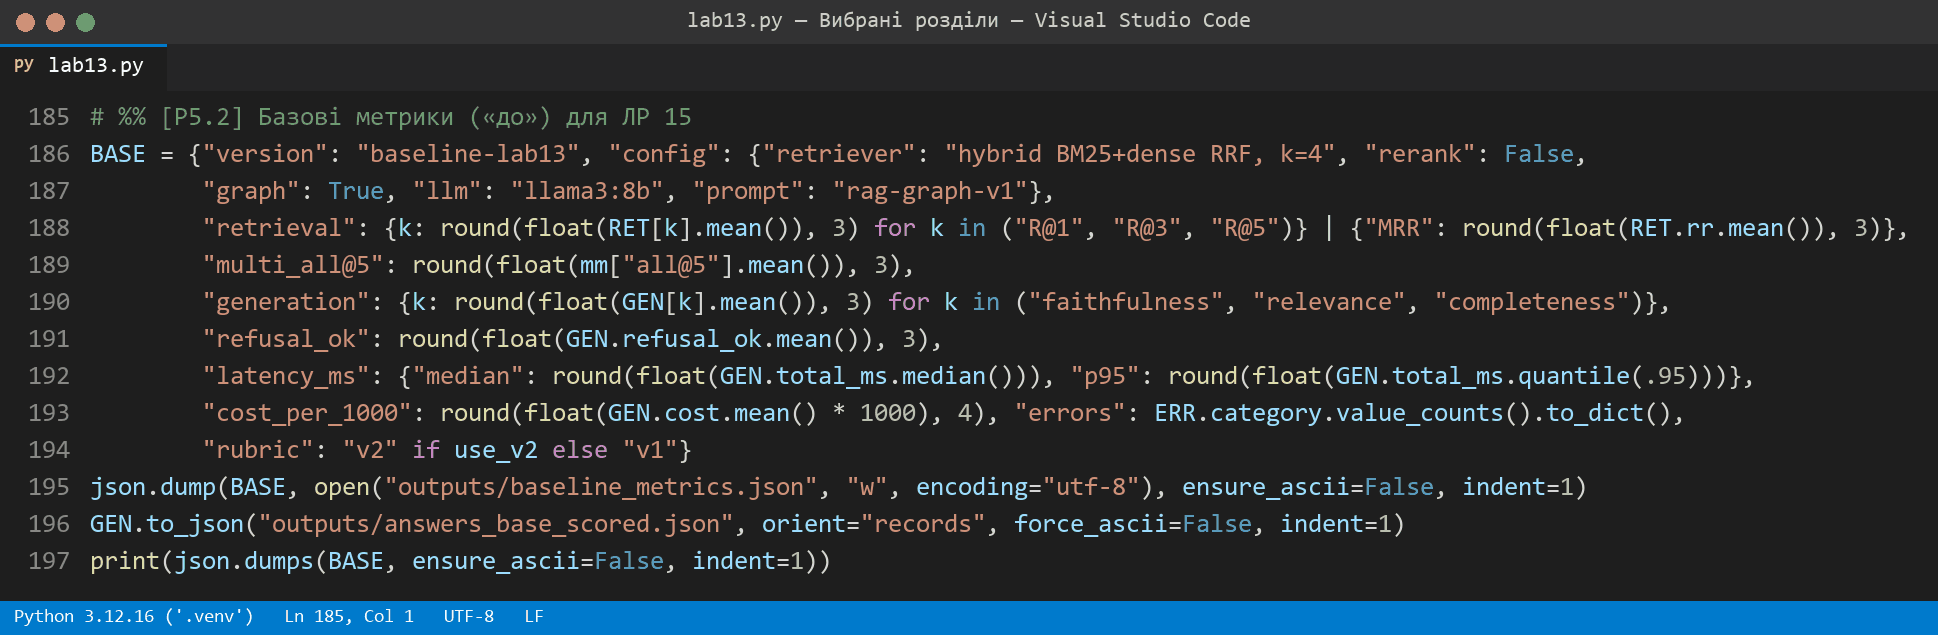 lab13.py — Вибрані розділи — Visual Studio Code
py lab13.py
185 # %% [P5.2] Базові метрики («до») для ЛР 15
186 BASE = {"version": "baseline-lab13", "config": {"retriever": "hybrid BM25+dense RRF, k=4", "rerank": False,
187         "graph": True, "llm": "llama3:8b", "prompt": "rag-graph-v1"},
188         "retrieval": {k: round(float(RET[k].mean()), 3) for k in ("R@1", "R@3", "R@5")} | {"MRR": round(float(RET.rr.mean()), 3)},
189         "multi_all@5": round(float(mm["all@5"].mean()), 3),
190         "generation": {k: round(float(GEN[k].mean()), 3) for k in ("faithfulness", "relevance", "completeness")},
191         "refusal_ok": round(float(GEN.refusal_ok.mean()), 3),
192         "latency_ms": {"median": round(float(GEN.total_ms.median())), "p95": round(float(GEN.total_ms.quantile(.95)))},
193         "cost_per_1000": round(float(GEN.cost.mean() * 1000), 4), "errors": ERR.category.value_counts().to_dict(),
194         "rubric": "v2" if use_v2 else "v1"}
195 json.dump(BASE, open("outputs/baseline_metrics.json", "w", encoding="utf-8"), ensure_ascii=False, indent=1)
196 GEN.to_json("outputs/answers_base_scored.json", orient="records", force_ascii=False, indent=1)
197 print(json.dumps(BASE, ensure_ascii=False, indent=1))
Python 3.12.16 ('.venv') Ln 185, Col 1 UTF-8 LF